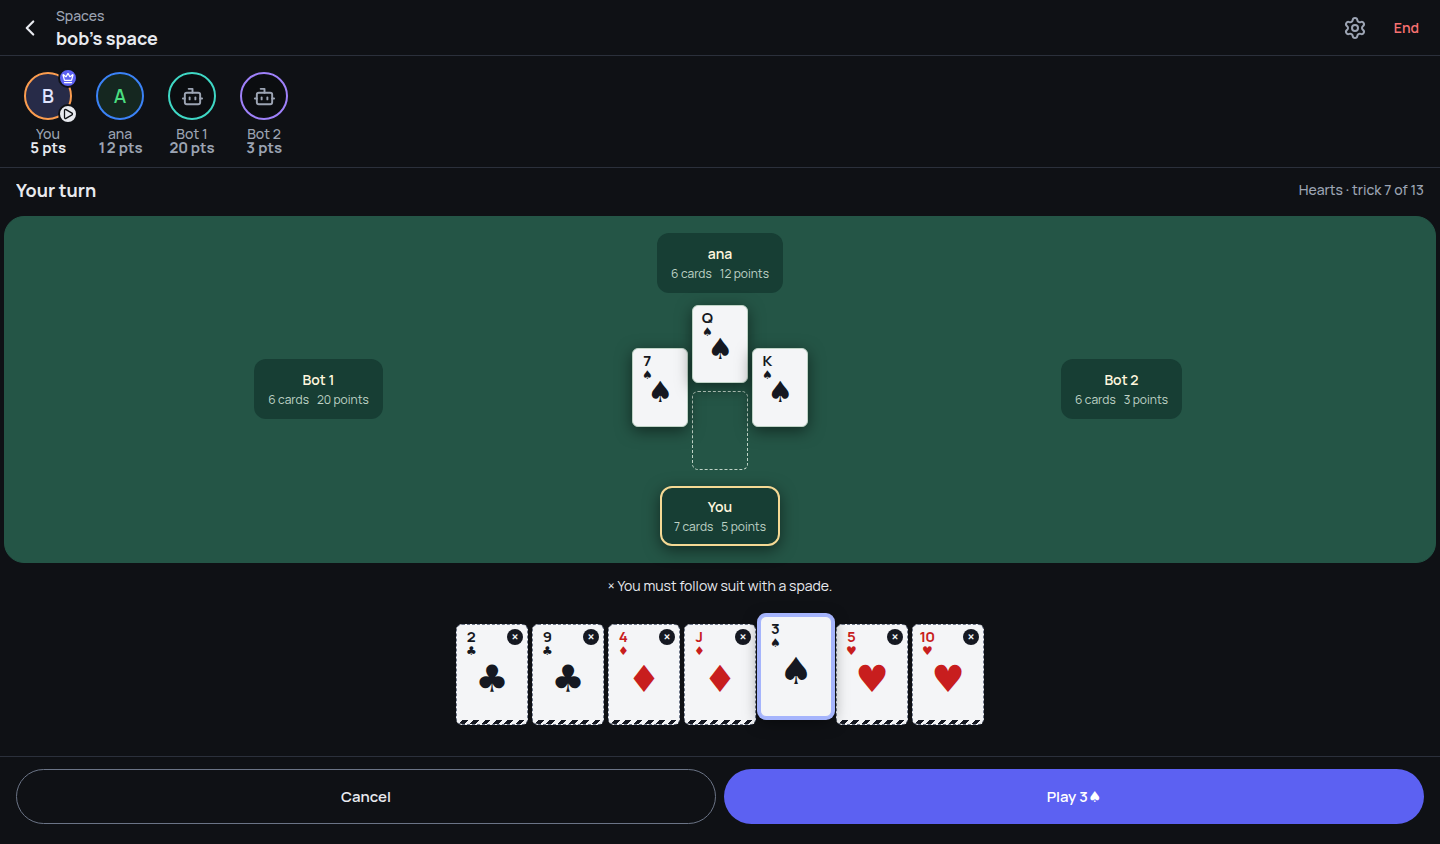 Spaces
bob's space
End
B
A
You
ana
Bot 1
Bot 2
5 pts
12 pts
20 pts
3 pts
Your turn
Hearts · trick 7 of 13
ana
6 cards 12 points
Q
♠
♠
7
♠
♠
K
♠
♠
Bot 1
6 cards 20 points
Bot 2
6 cards 3 points
You
7 cards 5 points
× You must follow suit with a spade.
2
♣
♣
×
9
♣
♣
×
4
♦
♦
×
J
♦
♦
×
3
♠
♠
5
♥
♥
×
10
♥
♥
×
Cancel
Play 3♠